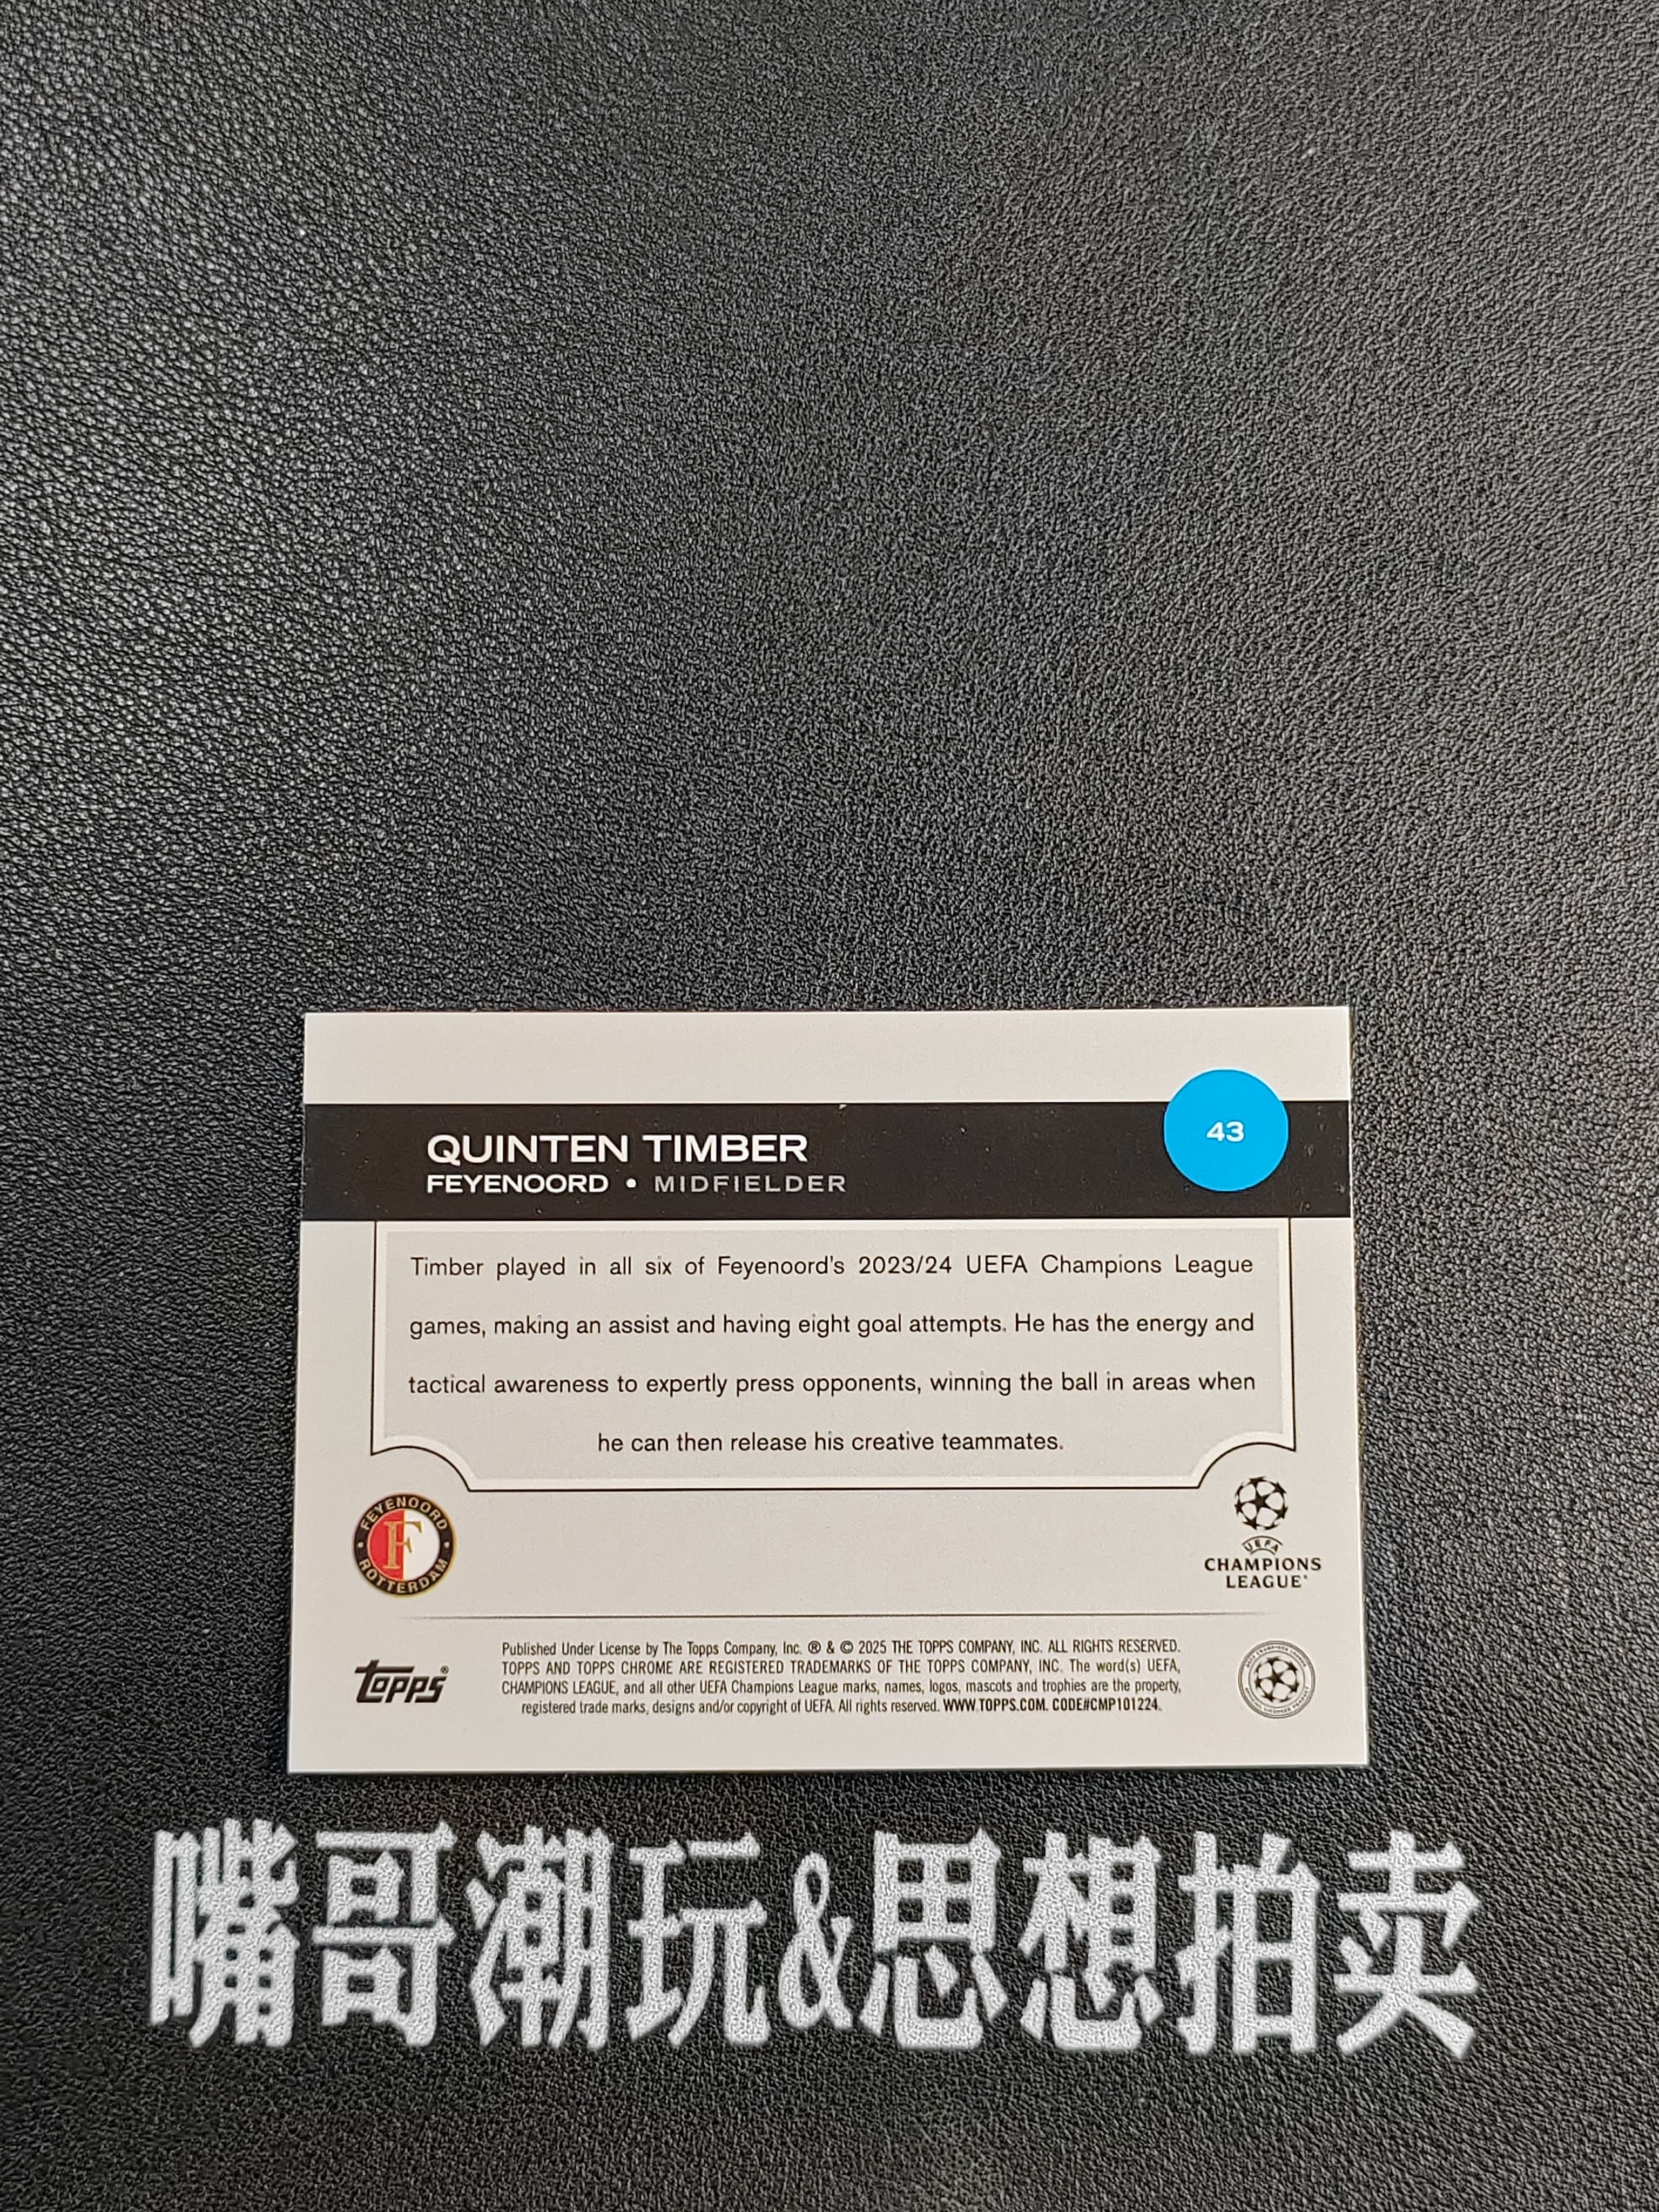 43
QUINTEN TIMBER
FEYENOORD • MIDFIELDER
Timber played in all six of Feyenoord's 2023/24 UEFA Champions League
games, making an assist and having eight goal attempts. He has the energy and
tactical awareness to expertly press opponents, winning the ball in areas when
he can then release his creative teammates.
FEYENOORD
ROTTERDAM
F
UEFA
CHAMPIONS
LEAGUE®
topps®
Published Under License by The Topps Company, Inc. ® & © 2025 THE TOPPS COMPANY, INC. ALL RIGHTS RESERVED.
TOPPS AND TOPPS CHROME ARE REGISTERED TRADEMARKS OF THE TOPPS COMPANY, INC. The word(s) UEFA,
CHAMPIONS LEAGUE, and all other UEFA Champions League marks, names, logos, mascots and trophies are the property,
registered trade marks, designs and/or copyright of UEFA. All rights reserved. WWW.TOPPS.COM. CODE#CMP101224.
嘴哥潮玩&思想拍卖